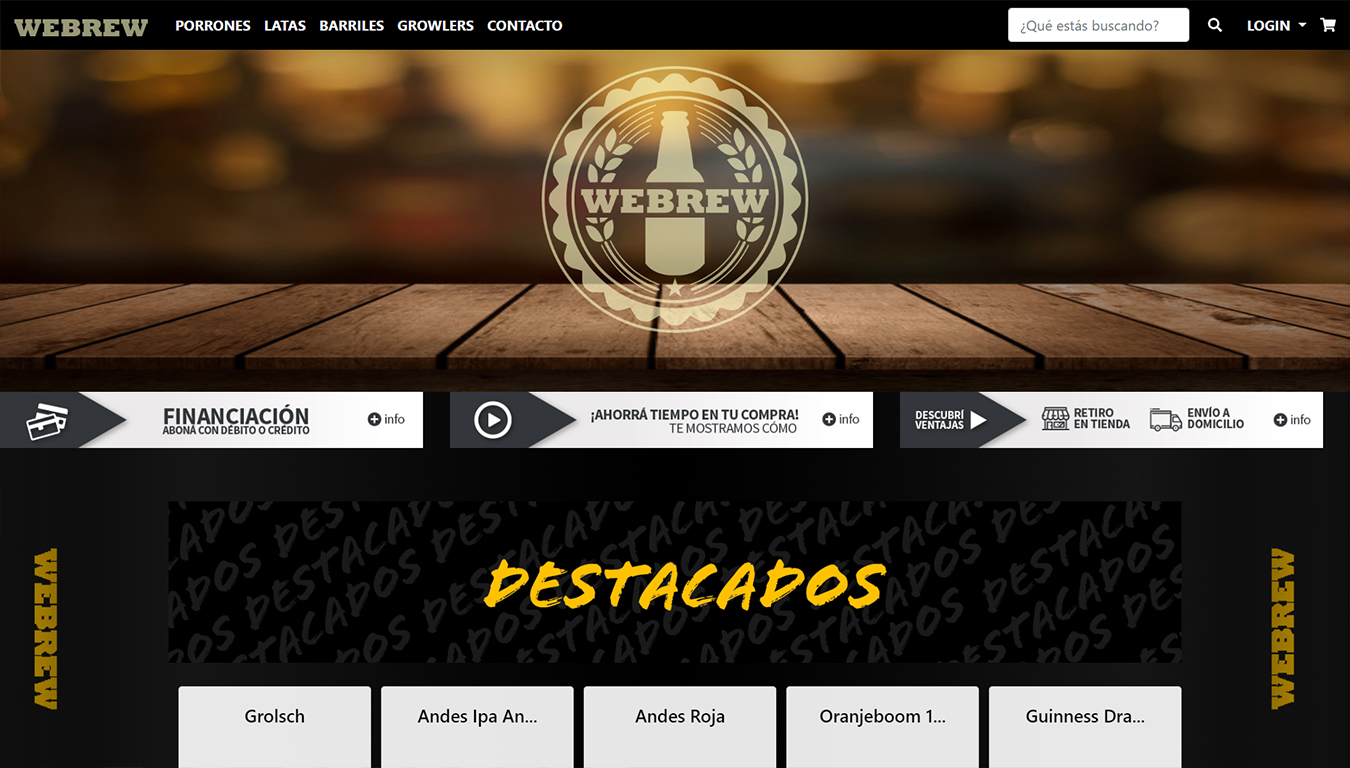 WEBREW PORRONES LATAS BARRILES GROWLERS CONTACTO ¿Qué estás buscando? LOGIN
WEBREW
FINANCIACIÓN
ABONÁ CON DÉBITO O CRÉDITO
+ info
¡AHORRÁ TIEMPO EN TU COMPRA!
TE MOSTRAMOS CÓMO
+ info
DESCUBRÍ
VENTAJAS
RETIRO
EN TIENDA
ENVÍO A
DOMICILIO
+ info
WEBREW
DESTACADOS
WEBREW
Grolsch
Andes Ipa An...
Andes Roja
Oranjeboom 1...
Guinness Dra...